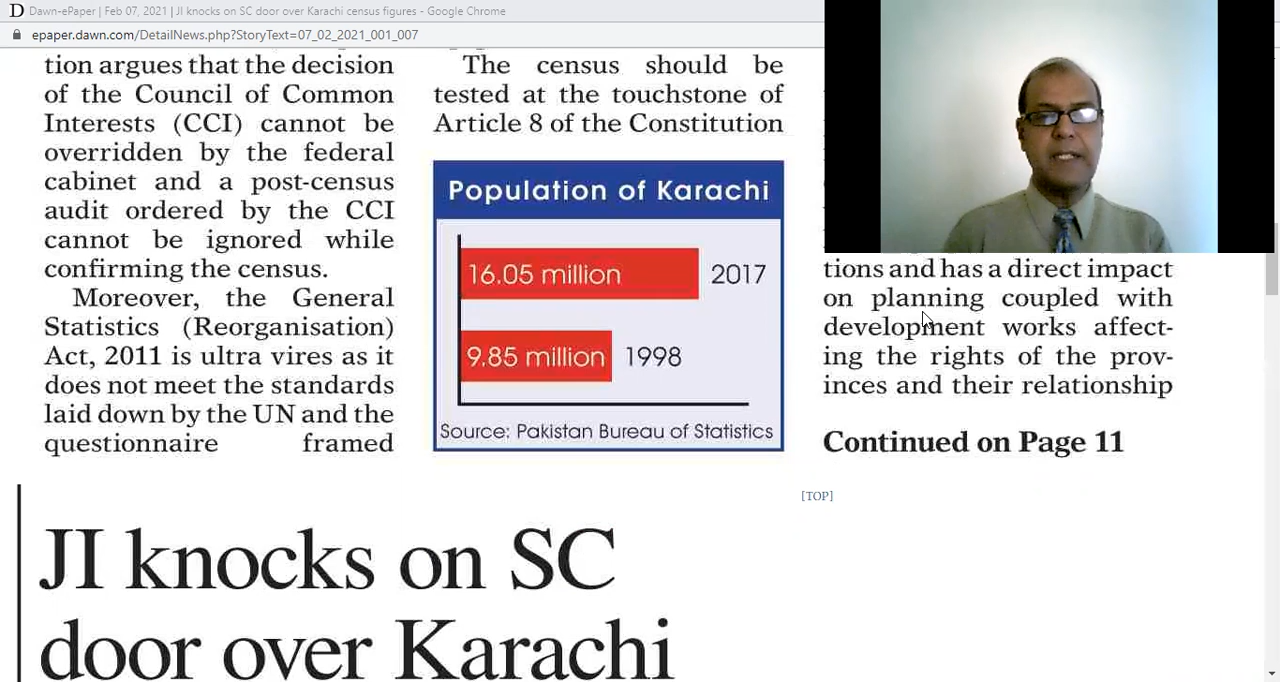 Dawn-ePaper | Feb 07, 2021 | JI knocks on SC door over Karachi census figures - Google Chrome
epaper.dawn.com/DetailNews.php?StoryText=07_02_2021_001_007
tion argues that the decision
of the Council of Common
Interests (CCI) cannot be
overridden by the federal
cabinet and a post-census
audit ordered by the CCI
cannot be ignored while
confirming the census.
Moreover, the General
Statistics (Reorganisation)
Act, 2011 is ultra vires as it
does not meet the standards
laid down by the UN and the
questionnaire framed
The census should be
tested at the touchstone of
Article 8 of the Constitution
Population of Karachi
16.05 million 2017
9.85 million 1998
Source: Pakistan Bureau of Statistics
tions and has a direct impact
on planning coupled with
development works affect-
ing the rights of the prov-
inces and their relationship
Continued on Page 11
[TOP]
JI knocks on SC
door over Karachi